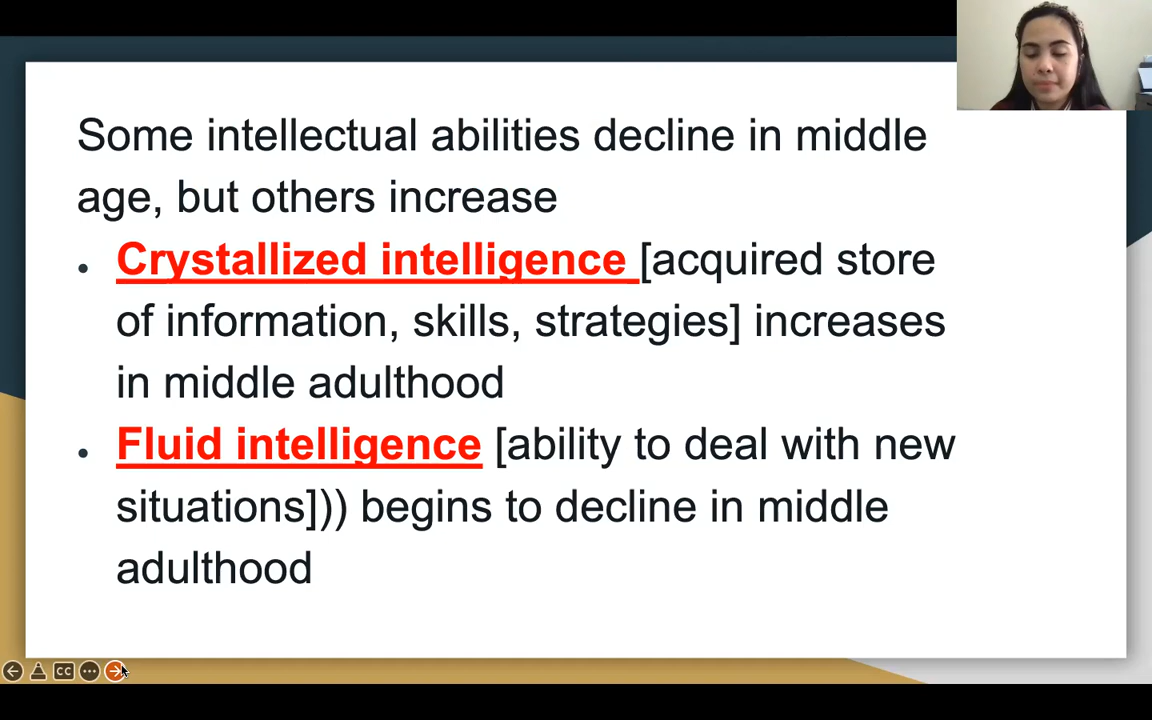 Some intellectual abilities decline in middle
age, but others increase
• Crystallized intelligence [acquired store
of information, skills, strategies] increases
in middle adulthood
• Fluid intelligence [ability to deal with new
situations])) begins to decline in middle
adulthood
CC